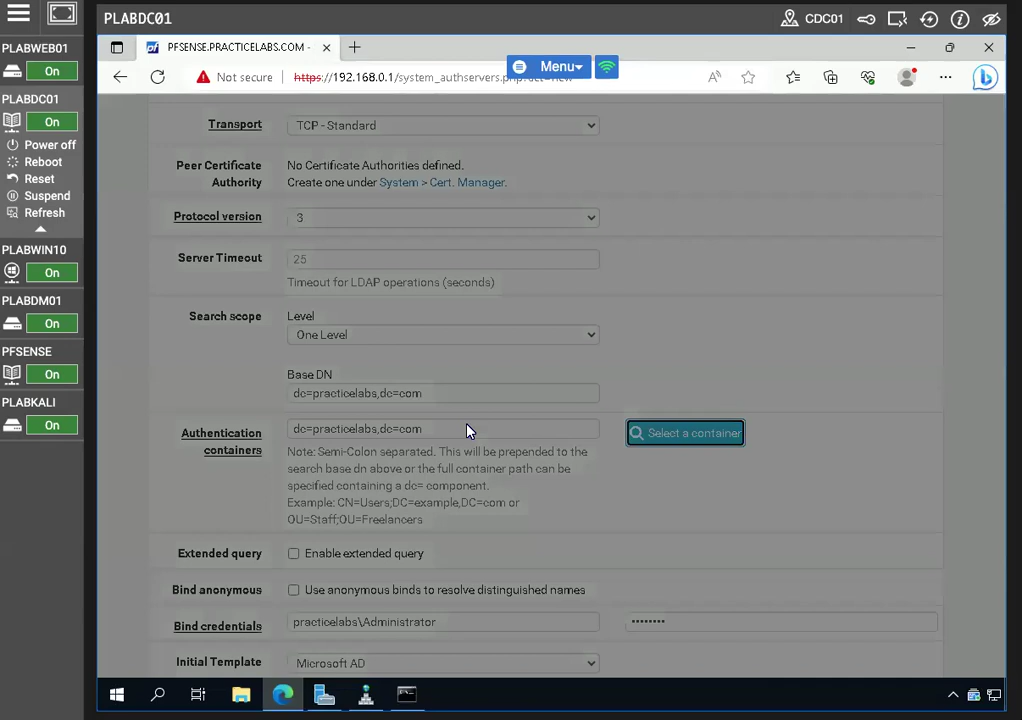 PLABDC01
CDC01
PLABWEB01
On
PLABDC01
On
Power off
Reboot
Reset
Suspend
Refresh
PLABWIN10
On
PLABDM01
On
PFSENSE
On
PLABKALI
On
PFSENSE.PRACTICELABS.COM -
Menu
Not secure
https://192.168.0.1/system_authservers.php?act=new
Transport
TCP - Standard
Peer Certificate
Authority
No Certificate Authorities defined.
Create one under System > Cert. Manager.
Protocol version
3
Server Timeout
25
Timeout for LDAP operations (seconds)
Search scope
Level
One Level
Base DN
dc=practicelabs,dc=com
Authentication
containers
dc=practicelabs,dc=com
Select a container
Note: Semi-Colon separated. This will be prepended to the
search base dn above or the full container path can be
specified containing a dc= component.
Example: CN=Users;DC=example,DC=com or
OU=Staff;OU=Freelancers
Extended query
Enable extended query
Bind anonymous
Use anonymous binds to resolve distinguished names
Bind credentials
practicelabs\Administrator
••••••••
Initial Template
Microsoft AD